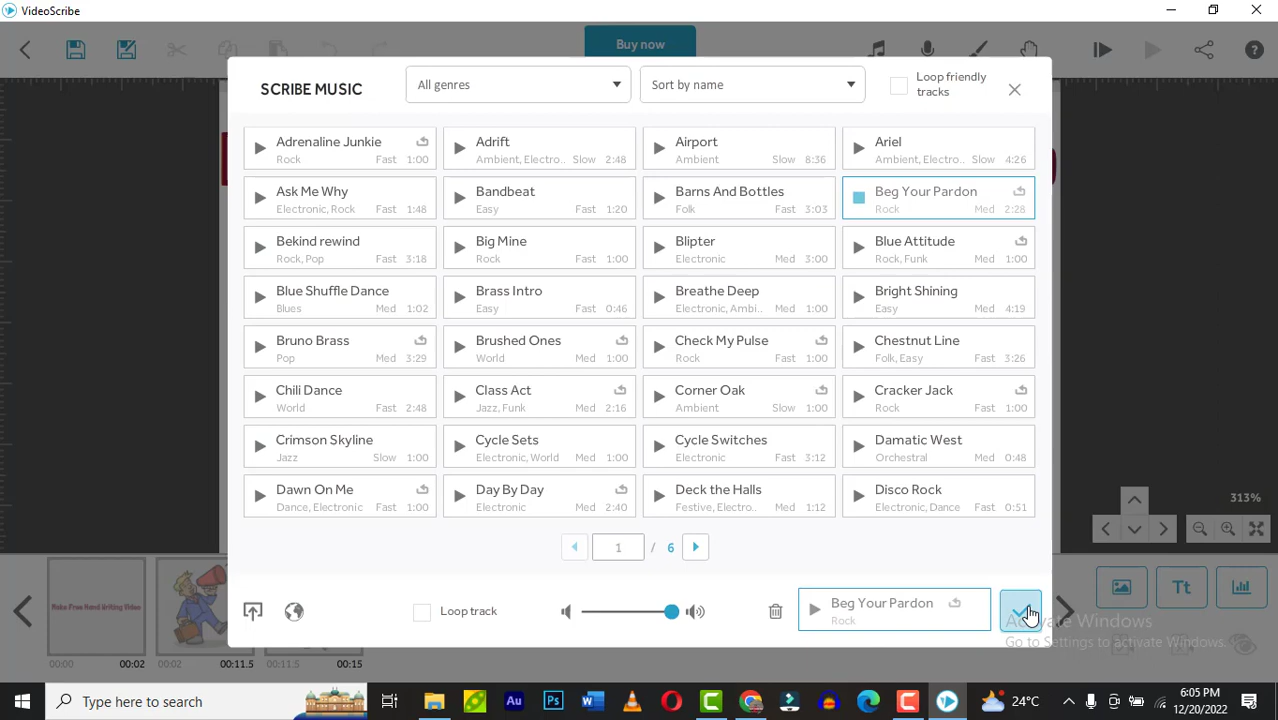 VideoScribe
Buy now
SCRIBE MUSIC
All genres
Sort by name
Loop friendly
tracks
Adrenaline Junkie
Rock Fast 1:00
Adrift
Ambient, Electro.. Slow 2:48
Airport
Ambient Slow 8:36
Ariel
Ambient, Electro.. Slow 4:26
Ask Me Why
Electronic, Rock Fast 1:48
Bandbeat
Easy Fast 1:20
Barns And Bottles
Folk Fast 3:03
Beg Your Pardon
Rock Med 2:28
Bekind rewind
Rock, Pop Fast 3:18
Big Mine
Rock Fast 1:00
Blipter
Electronic Med 3:00
Blue Attitude
Rock, Funk Med 1:00
Blue Shuffle Dance
Blues Med 1:02
Brass Intro
Easy Fast 0:46
Breathe Deep
Electronic, Ambi.. Med 1:00
Bright Shining
Easy Med 4:19
Bruno Brass
Pop Med 3:29
Brushed Ones
World Med 1:00
Check My Pulse
Rock Fast 1:00
Chestnut Line
Folk, Easy Fast 3:26
Chili Dance
World Fast 2:48
Class Act
Jazz, Funk Med 2:16
Corner Oak
Ambient Slow 1:00
Cracker Jack
Rock Fast 1:00
Crimson Skyline
Jazz Slow 1:00
Cycle Sets
Electronic, World Med 1:00
Cycle Switches
Electronic Fast 3:12
Damatic West
Orchestral Med 0:48
Dawn On Me
Dance, Electronic Fast 1:00
Day By Day
Electronic Med 2:40
Deck the Halls
Festive, Electro.. Med 1:12
Disco Rock
Electronic, Dance Fast 0:51
313%
1 / 6
Make Free Hand Writing Video
Tt
Loop track
Beg Your Pardon
Rock
Activate Windows
Go to Settings to activate Windows.
00:00 00:02
00:02 00:11.5
00:11.5 00:15
Type here to search
Au
Ps
24°C
6:05 PM
12/20/2022